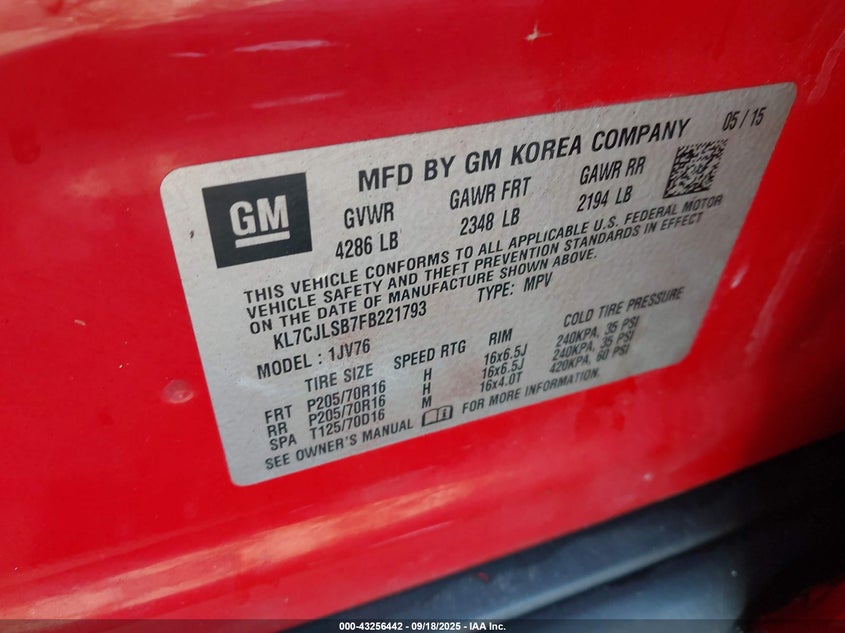 MFD BY GM KOREA COMPANY 05 / 15
GM
GVWR GAWR FRT GAWR RR
4286 LB 2348 LB 2194 LB
THIS VEHICLE CONFORMS TO ALL APPLICABLE U.S. FEDERAL MOTOR
VEHICLE SAFETY AND THEFT PREVENTION STANDARDS IN EFFECT
ON THE DATE OF MANUFACTURE SHOWN ABOVE.
KL7CJLSB7FB221793 TYPE: MPV
MODEL : 1JV76
TIRE SIZE SPEED RTG RIM COLD TIRE PRESSURE
FRT P205/70R16 H 16x6.5J 240KPA, 35 PSI
RR P205/70R16 H 16x6.5J 240KPA, 35 PSI
SPA T125/70D16 M 16x4.0T 420KPA, 60 PSI
SEE OWNER'S MANUAL FOR MORE INFORMATION.
000-43256442 - 09/18/2025 - IAA Inc.